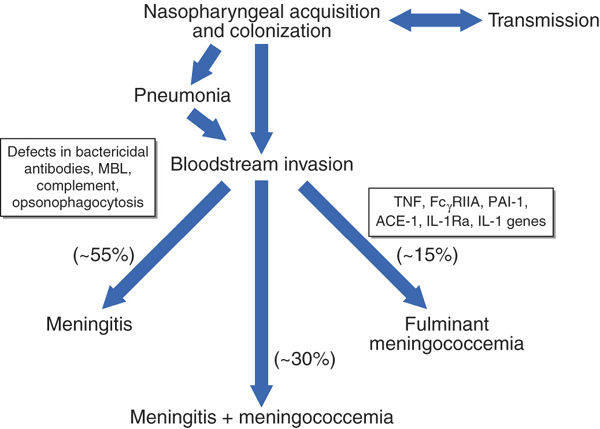 Nasopharyngeal acquisition
and colonization
Transmission
Pneumonia
Defects in bactericidal
antibodies, MBL,
complement,
opsonophagocytosis
Bloodstream invasion
TNF, FcγRIIA, PAI-1,
ACE-1, IL-1Ra, IL-1 genes
(~55%)
(~15%)
Meningitis
Fulminant
meningococcemia
(~30%)
Meningitis + meningococcemia